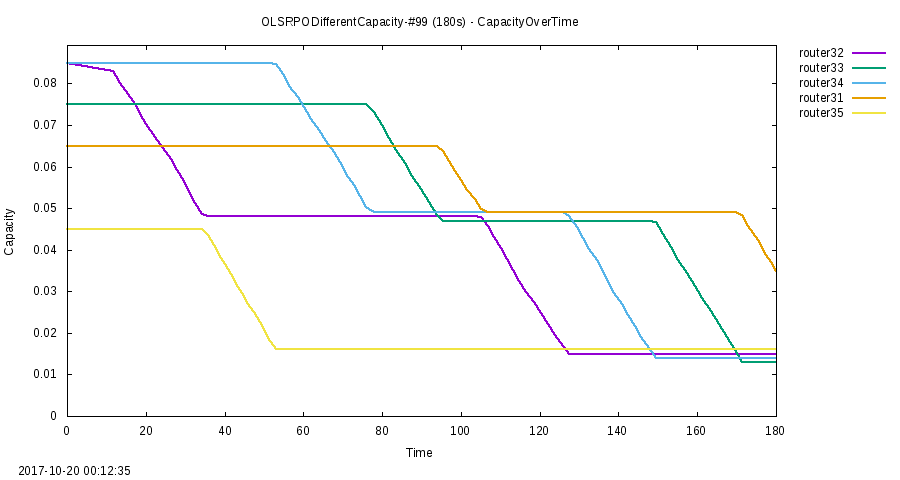 OLSRPODifferentCapacity-#99 (180s) - CapacityOverTime
router32
router33
router34
router31
router35
0.08
0.07
0.06
0.05
0.04
0.03
0.02
0.01
0
Capacity
0 20 40 60 80 100 120 140 160 180
Time
2017-10-20 00:12:35